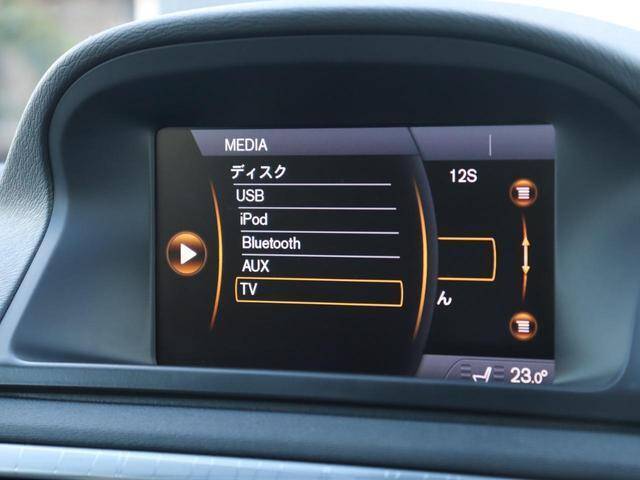 MEDIA
ディスク
USB
iPod
Bluetooth
AUX
TV
12S
ん
23.0°